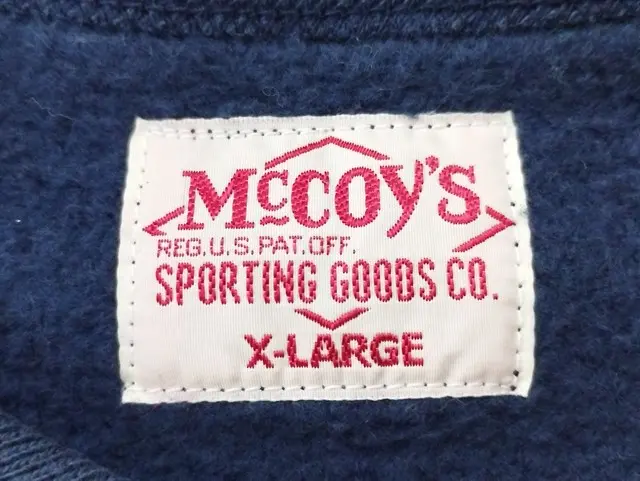 McCOY'S
REG.U.S.PAT.OFF.
SPORTING GOODS CO.
X-LARGE